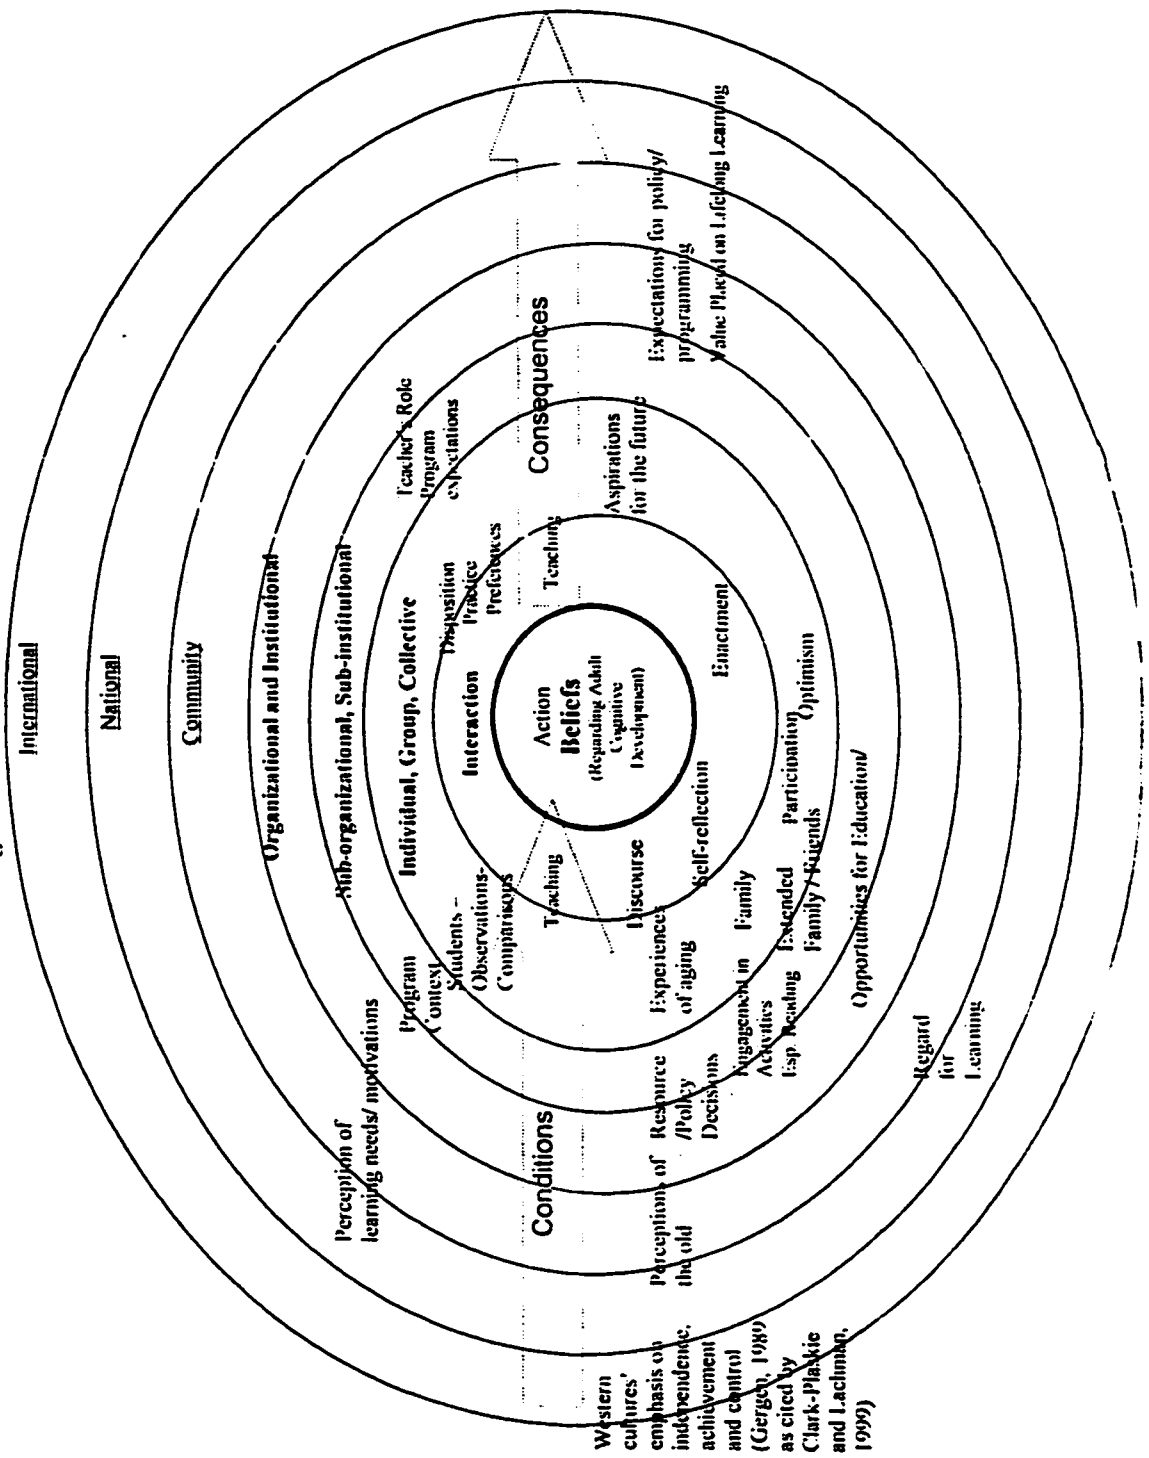 International
National
Community
Organizational and Institutional
Sub-organizational, Sub-institutional
Individual, Group, Collective
Interaction
Action
Beliefs
(Regarding Adult
Cognitive
Development)
Perception of
learning needs/ motivations
Program
Context
Students –
Observations-
Comparisons
Teaching
Conditions
Discourse
Self-reflection
Experiences
of aging
Family
Extended
Family / Friends
Engagement in
Activities
Esp. Reading
Resource
/Policy
Decisions
Perceptions of
the old
Western
cultures'
emphasis on
independence,
achievement
and control
(Gergen, 1989)
as cited by
Clark-Plaskie
and Lachman,
1999)
Opportunities for Education/
Participation
Optimism
Regard
for
Learning
Enactment
Disposition
Practice
Preferences
Teaching
Teacher's Role
Program
expectations
Consequences
Aspirations
for the future
Expectations for policy/
programming
Value Placed on Lifelong Learning